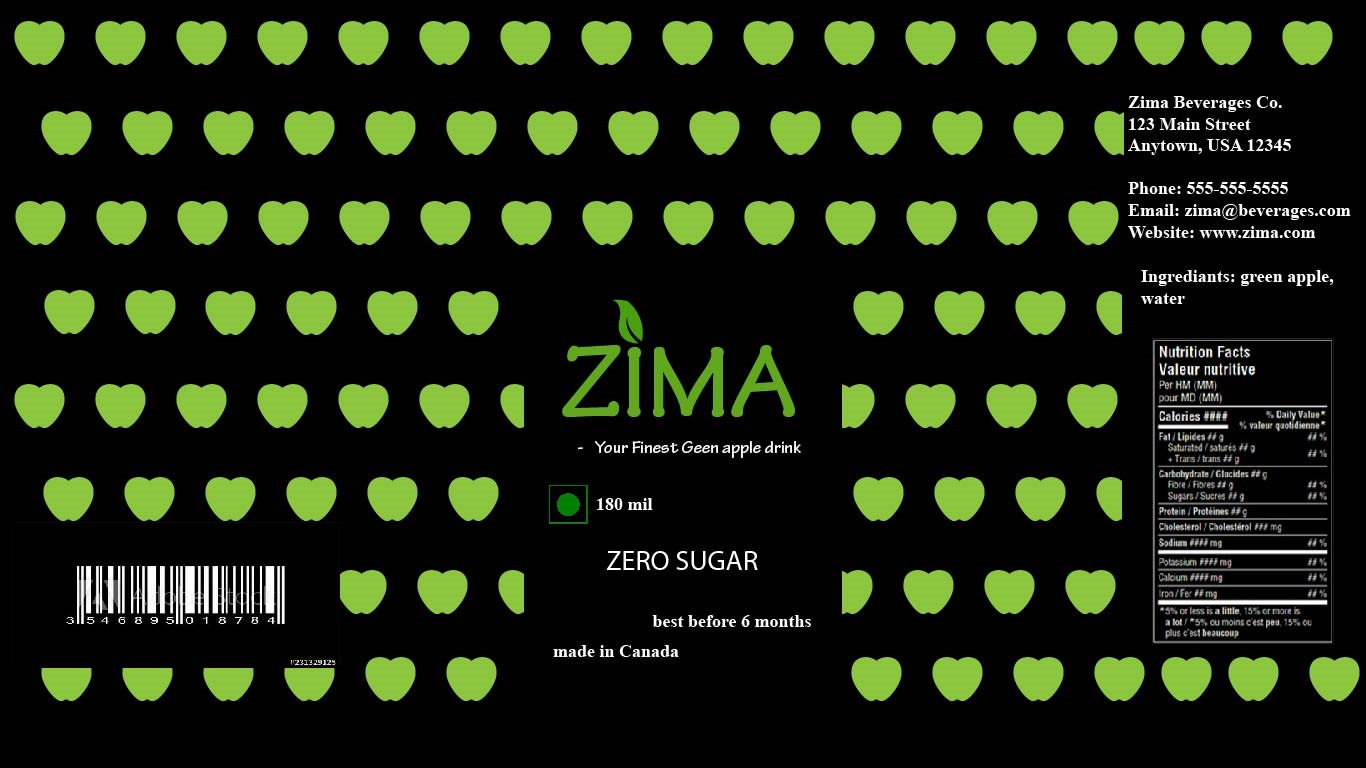 Zima Beverages Co.
123 Main Street
Anytown, USA 12345
Phone: 555-555-5555
Email: zima@beverages.com
Website: www.zima.com
Ingrediants: green apple,
water
ZIMA
- Your Finest Geen apple drink
180 mil
ZERO SUGAR
best before 6 months
made in Canada
Nutrition Facts
Valeur nutritive
Per HM (MM)
pour MD (MM)
Calories #### % Daily Value*
% valeur quotidienne*
Fat / Lipides ## g ## %
Saturated / saturés ## g
+ Trans / trans ## g ## %
Carbohydrate / Glucides ## g
Fibre / Fibres ## g ## %
Sugars / Sucres ## g ## %
Protein / Protéines ## g
Cholesterol / Cholestérol ### mg
Sodium #### mg ## %
Potassium #### mg ## %
Calcium #### mg ## %
Iron / Fer ## mg ## %
*5% or less is a little, 15% or more is
a lot / *5% ou moins c'est peu, 15% ou
plus c'est beaucoup
Adobe Stock
3 546895 018784
#231329125